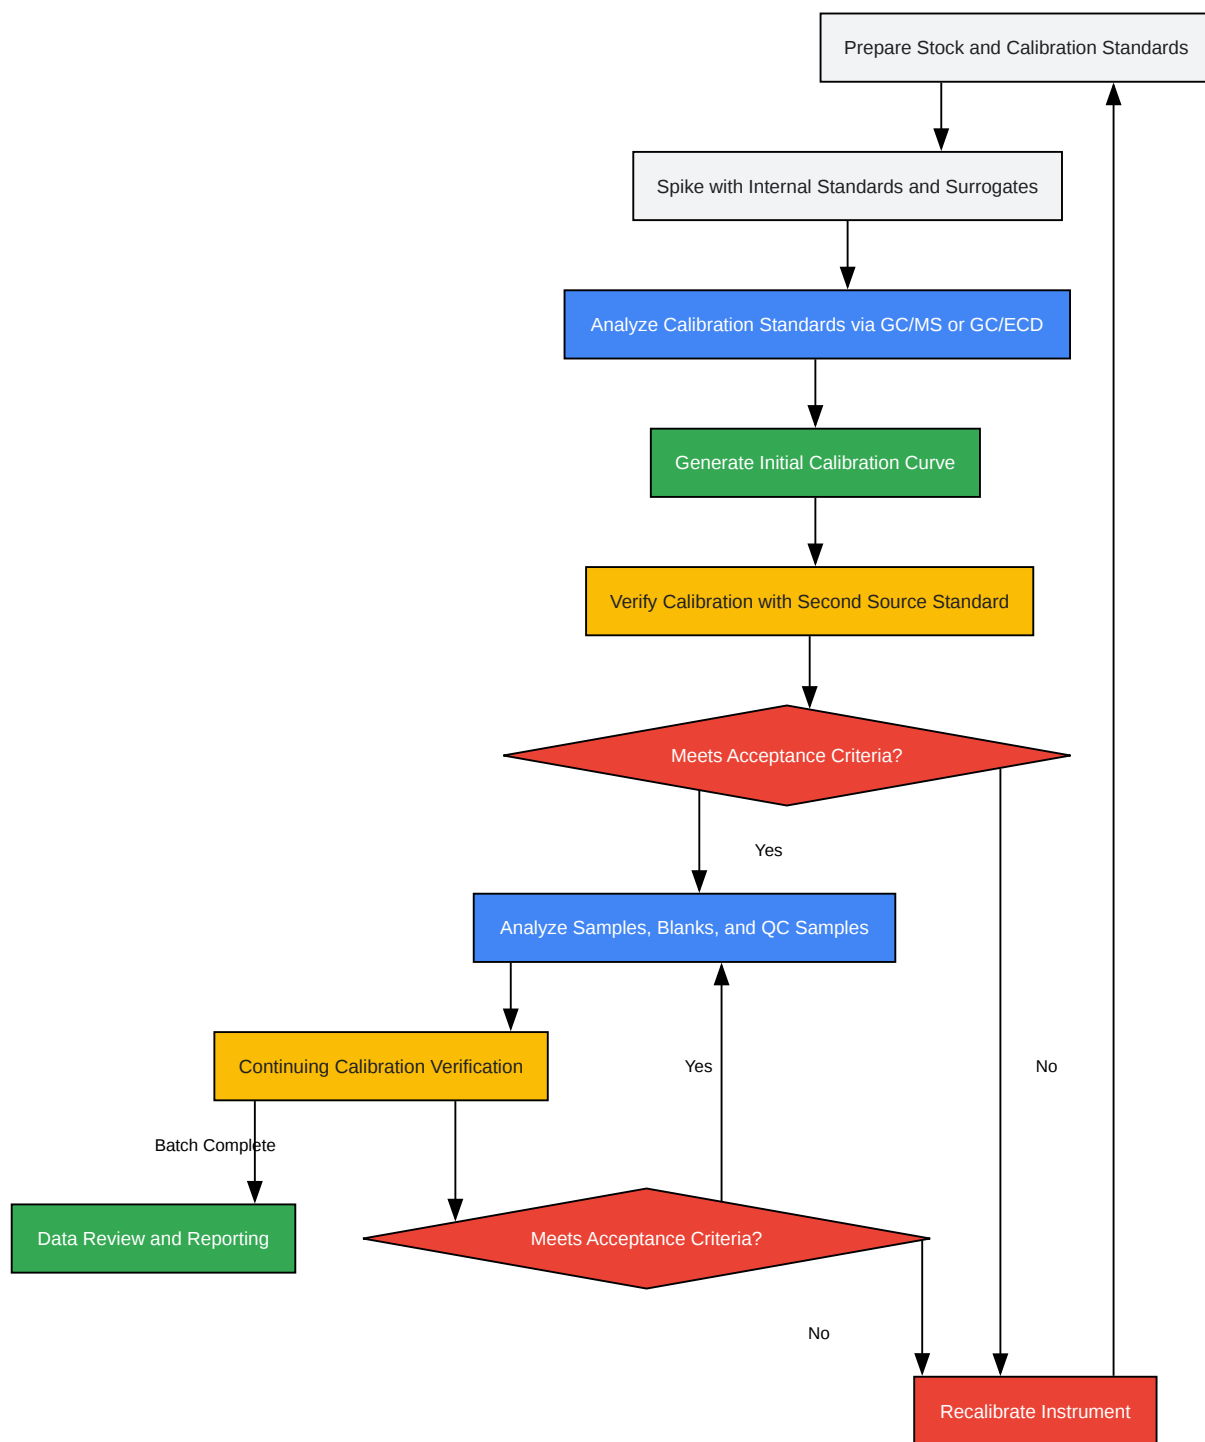 Prepare Stock and Calibration Standards
Spike with Internal Standards and Surrogates
Analyze Calibration Standards via GC/MS or GC/ECD
Generate Initial Calibration Curve
Verify Calibration with Second Source Standard
Meets Acceptance Criteria?
Yes
Analyze Samples, Blanks, and QC Samples
Continuing Calibration Verification
Yes
No
Batch Complete
Data Review and Reporting
Meets Acceptance Criteria?
No
Recalibrate Instrument